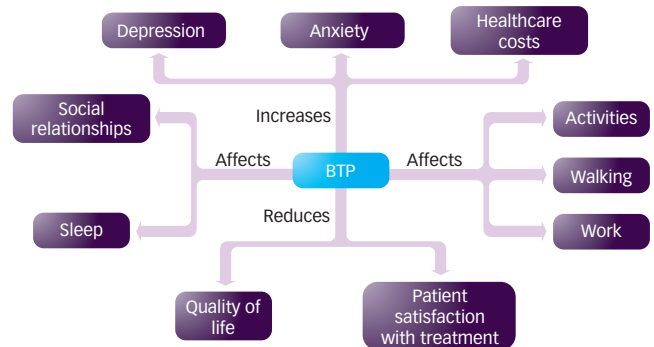 Depression
Anxiety
Healthcare
costs
Social
relationships
Increases
Activities
Affects
BTP
Affects
Walking
Sleep
Reduces
Work
Quality of
life
Patient
satisfaction
with treatment